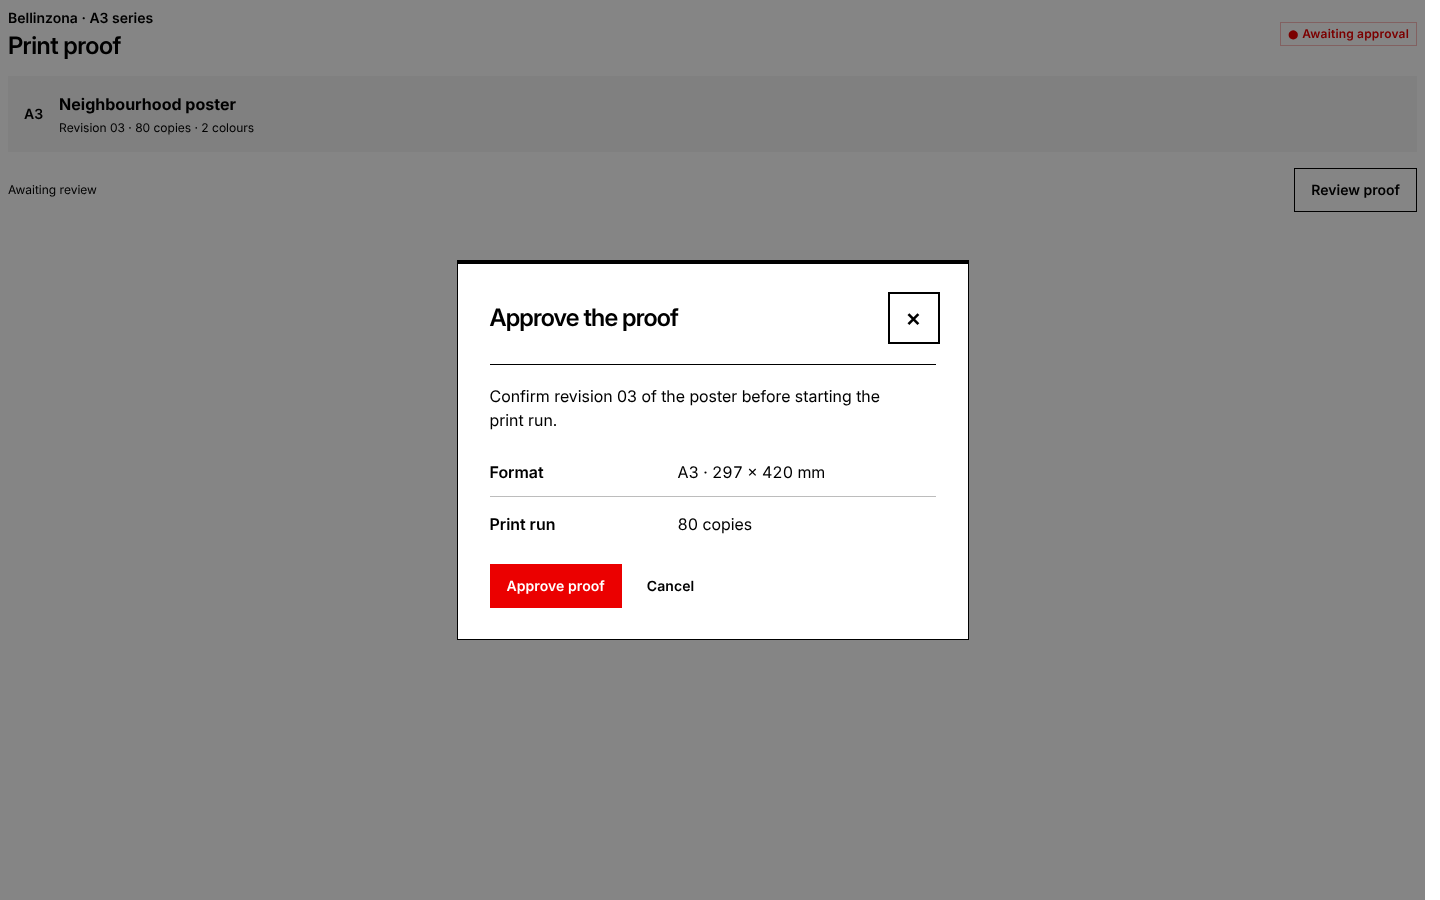 Bellinzona · A3 series
Print proof
Awaiting approval
A3
Neighbourhood poster
Revision 03 · 80 copies · 2 colours
Awaiting review
Review proof
Approve the proof
×
Confirm revision 03 of the poster before starting the
print run.
Format
A3 · 297 × 420 mm
Print run
80 copies
Approve proof
Cancel